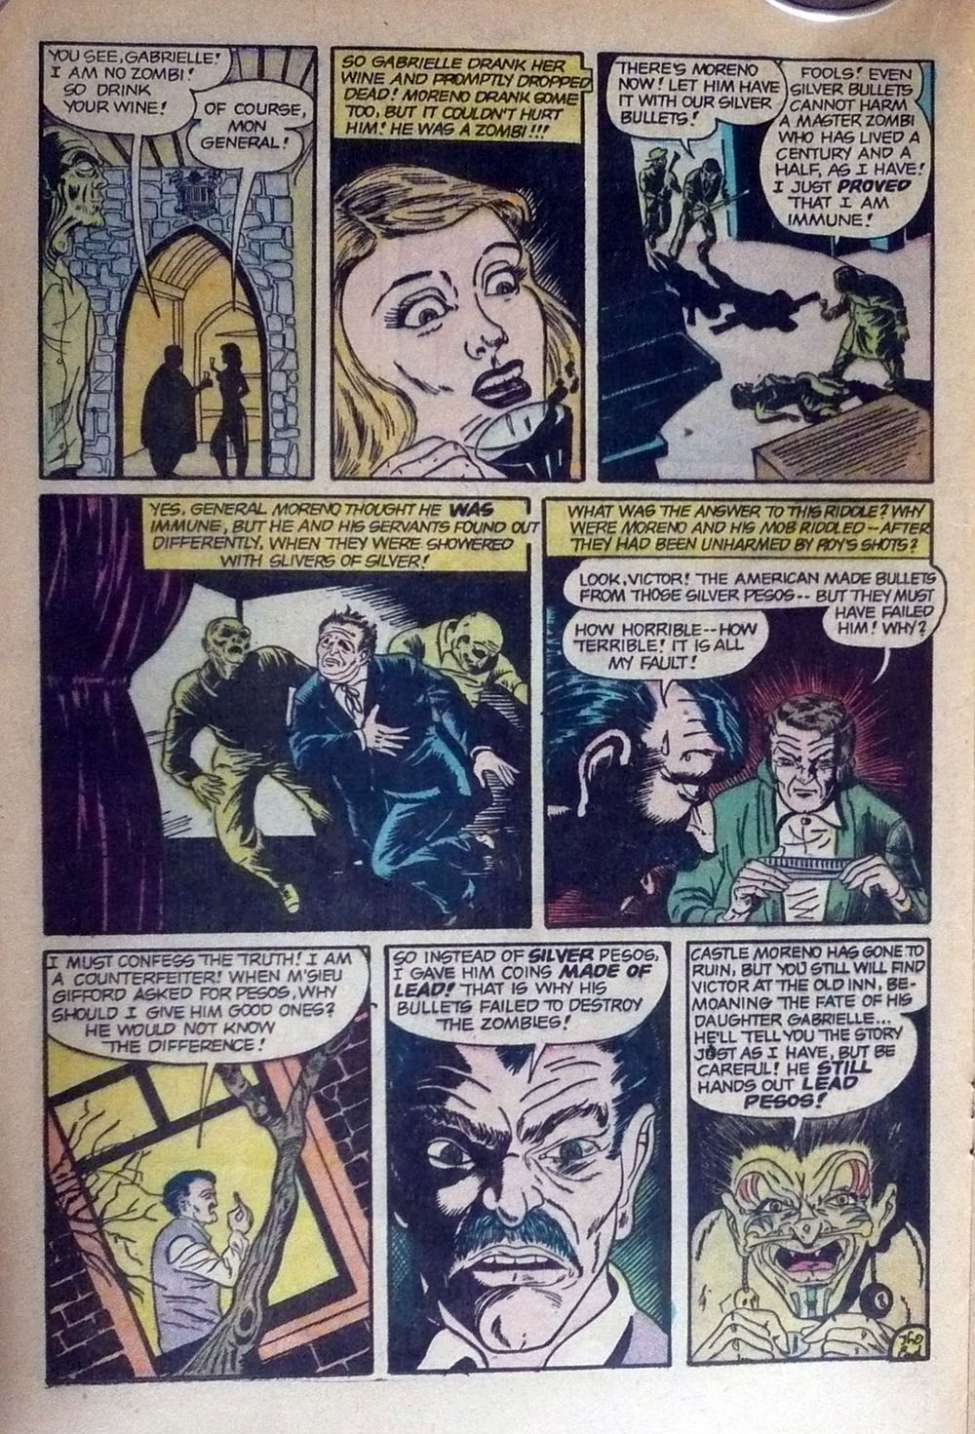 YOU SEE, GABRIELLE!
I AM NO ZOMBI!
SO DRINK
YOUR WINE!
OF COURSE,
MON
GENERAL!
SO GABRIELLE DRANK HER
WINE AND PROMPTLY DROPPED
DEAD! MORENO DRANK SOME
TOO, BUT IT COULDN'T HURT
HIM! HE WAS A ZOMBI!!!
THERE'S MORENO
NOW! LET HIM HAVE
IT WITH OUR SILVER
BULLETS!
FOOLS! EVEN
SILVER BULLETS
CANNOT HARM
A MASTER ZOMBI
WHO HAS LIVED A
CENTURY AND A
HALF, AS I HAVE!
I JUST PROVED
THAT I AM
IMMUNE!
YES, GENERAL MORENO THOUGHT HE WAS
IMMUNE, BUT HE AND HIS SERVANTS FOUND OUT
DIFFERENTLY, WHEN THEY WERE SHOWERED
WITH SLIVERS OF SILVER!
WHAT WAS THE ANSWER TO THIS RIDDLE? WHY
WERE MORENO AND HIS MOB RIDDLED--AFTER
THEY HAD BEEN UNHARMED BY ROY'S SHOTS?
LOOK, VICTOR! THE AMERICAN MADE BULLETS
FROM THOSE SILVER PESOS-- BUT THEY MUST
HAVE FAILED
HIM! WHY?
HOW HORRIBLE--HOW
TERRIBLE! IT IS ALL
MY FAULT!
I MUST CONFESS THE TRUTH! I AM
A COUNTERFEITER! WHEN M'SIEU
GIFFORD ASKED FOR PESOS, WHY
SHOULD I GIVE HIM GOOD ONES?
HE WOULD NOT KNOW
THE DIFFERENCE!
SO INSTEAD OF SILVER PESOS,
I GAVE HIM COINS MADE OF
LEAD! THAT IS WHY HIS
BULLETS FAILED TO DESTROY
THE ZOMBIES!
CASTLE MORENO HAS GONE TO
RUIN, BUT YOU STILL WILL FIND
VICTOR AT THE OLD INN, BE-
MOANING THE FATE OF HIS
DAUGHTER GABRIELLE...
HE'LL TELL YOU THE STORY
JUST AS I HAVE, BUT BE
CAREFUL! HE STILL
HANDS OUT LEAD
PESOS!
The
End